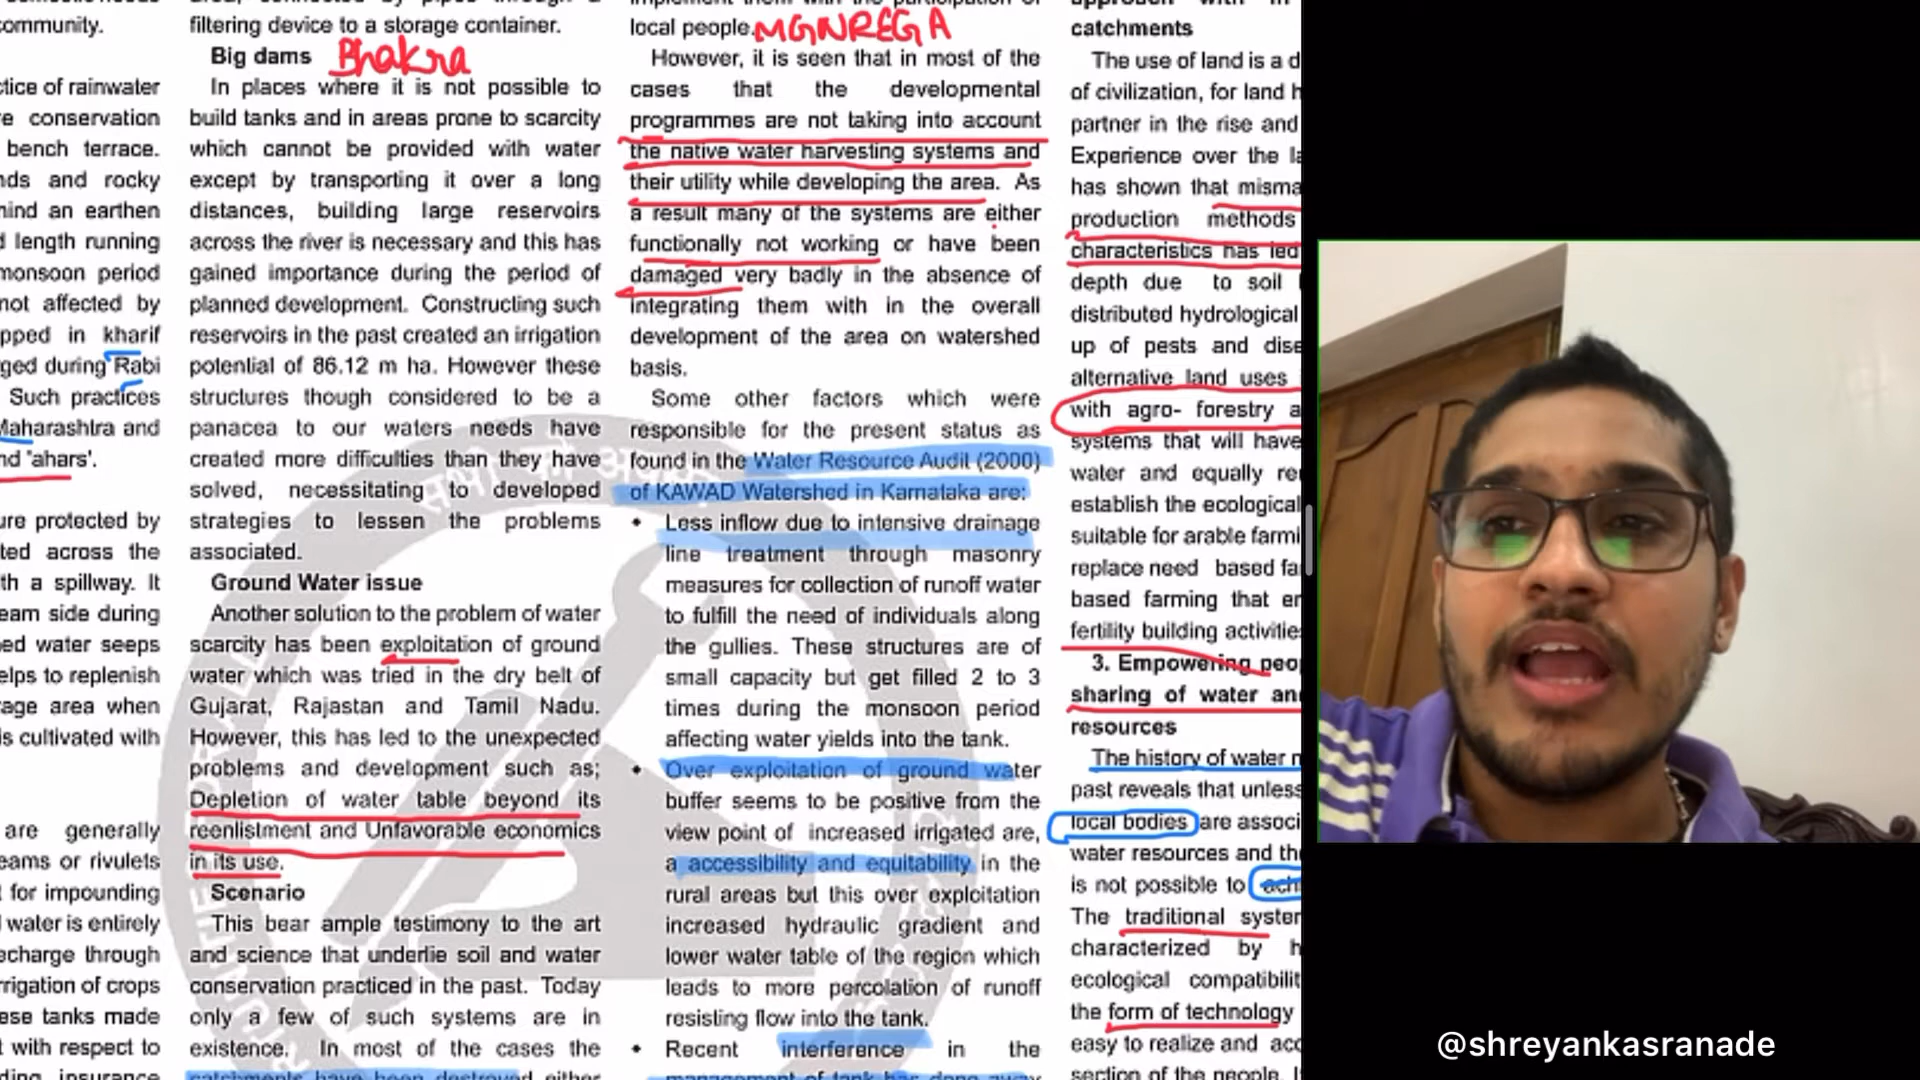 community.
ctice of rainwater
e conservation
bench terrace.
nds and rocky
mind an earthen
d length running
monsoon period
not affected by
pped in kharif
ged during Rabi
Such practices
Maharashtra and
nd 'ahars'.
ure protected by
ted across the
th a spillway. It
eam side during
ed water seeps
elps to replenish
rage area when
is cultivated with
are generally
eams or rivulets
t for impounding
water is entirely
echarge through
rrigation of crops
ese tanks made
t with respect to
ding insurance
filtering device to a storage container.
Big dams Bhakra
In places where it is not possible to
build tanks and in areas prone to scarcity
which cannot be provided with water
except by transporting it over a long
distances, building large reservoirs
across the river is necessary and this has
gained importance during the period of
planned development. Constructing such
reservoirs in the past created an irrigation
potential of 86.12 m ha. However these
structures though considered to be a
panacea to our waters needs have
created more difficulties than they have
solved, necessitating to developed
strategies to lessen the problems
associated.
Ground Water issue
Another solution to the problem of water
scarcity has been exploitation of ground
water which was tried in the dry belt of
Gujarat, Rajastan and Tamil Nadu.
However, this has led to the unexpected
problems and development such as;
Depletion of water table beyond its
reenlistment and Unfavorable economics
in its use.
Scenario
This bear ample testimony to the art
and science that underlie soil and water
conservation practiced in the past. Today
only a few of such systems are in
existence. In most of the cases the
catchments have been destroyed either
local people. MGNREGA
However, it is seen that in most of the
cases that the developmental
programmes are not taking into account
the native water harvesting systems and
their utility while developing the area. As
a result many of the systems are either
functionally not working or have been
damaged very badly in the absence of
integrating them with in the overall
development of the area on watershed
basis.
Some other factors which were
responsible for the present status as
found in the Water Resource Audit (2000)
of KAWAD Watershed in Karnataka are:
• Less inflow due to intensive drainage
line treatment through masonry
measures for collection of runoff water
to fulfill the need of individuals along
the gullies. These structures are of
small capacity but get filled 2 to 3
times during the monsoon period
affecting water yields into the tank.
• Over exploitation of ground water
buffer seems to be positive from the
view point of increased irrigated are,
a accessibility and equitability in the
rural areas but this over exploitation
increased hydraulic gradient and
lower water table of the region which
leads to more percolation of runoff
resisting flow into the tank.
• Recent interference in the
management of tank has done away
approach with in
catchments
The use of land is a d
of civilization, for land h
partner in the rise and
Experience over the la
has shown that misma
production methods
characteristics has led
depth due to soil
distributed hydrological
up of pests and dise
alternative land uses
with agro- forestry a
systems that will have
water and equally re
establish the ecological
suitable for arable farmi
replace need based fa
based farming that er
fertility building activitie
3. Empowering peop
sharing of water an
resources
The history of water m
past reveals that unless
local bodies are associ
water resources and the
is not possible to ach
The traditional syster
characterized by h
ecological compatibilit
the form of technology
easy to realize and acc
section of the people. I
@shreyankasranade